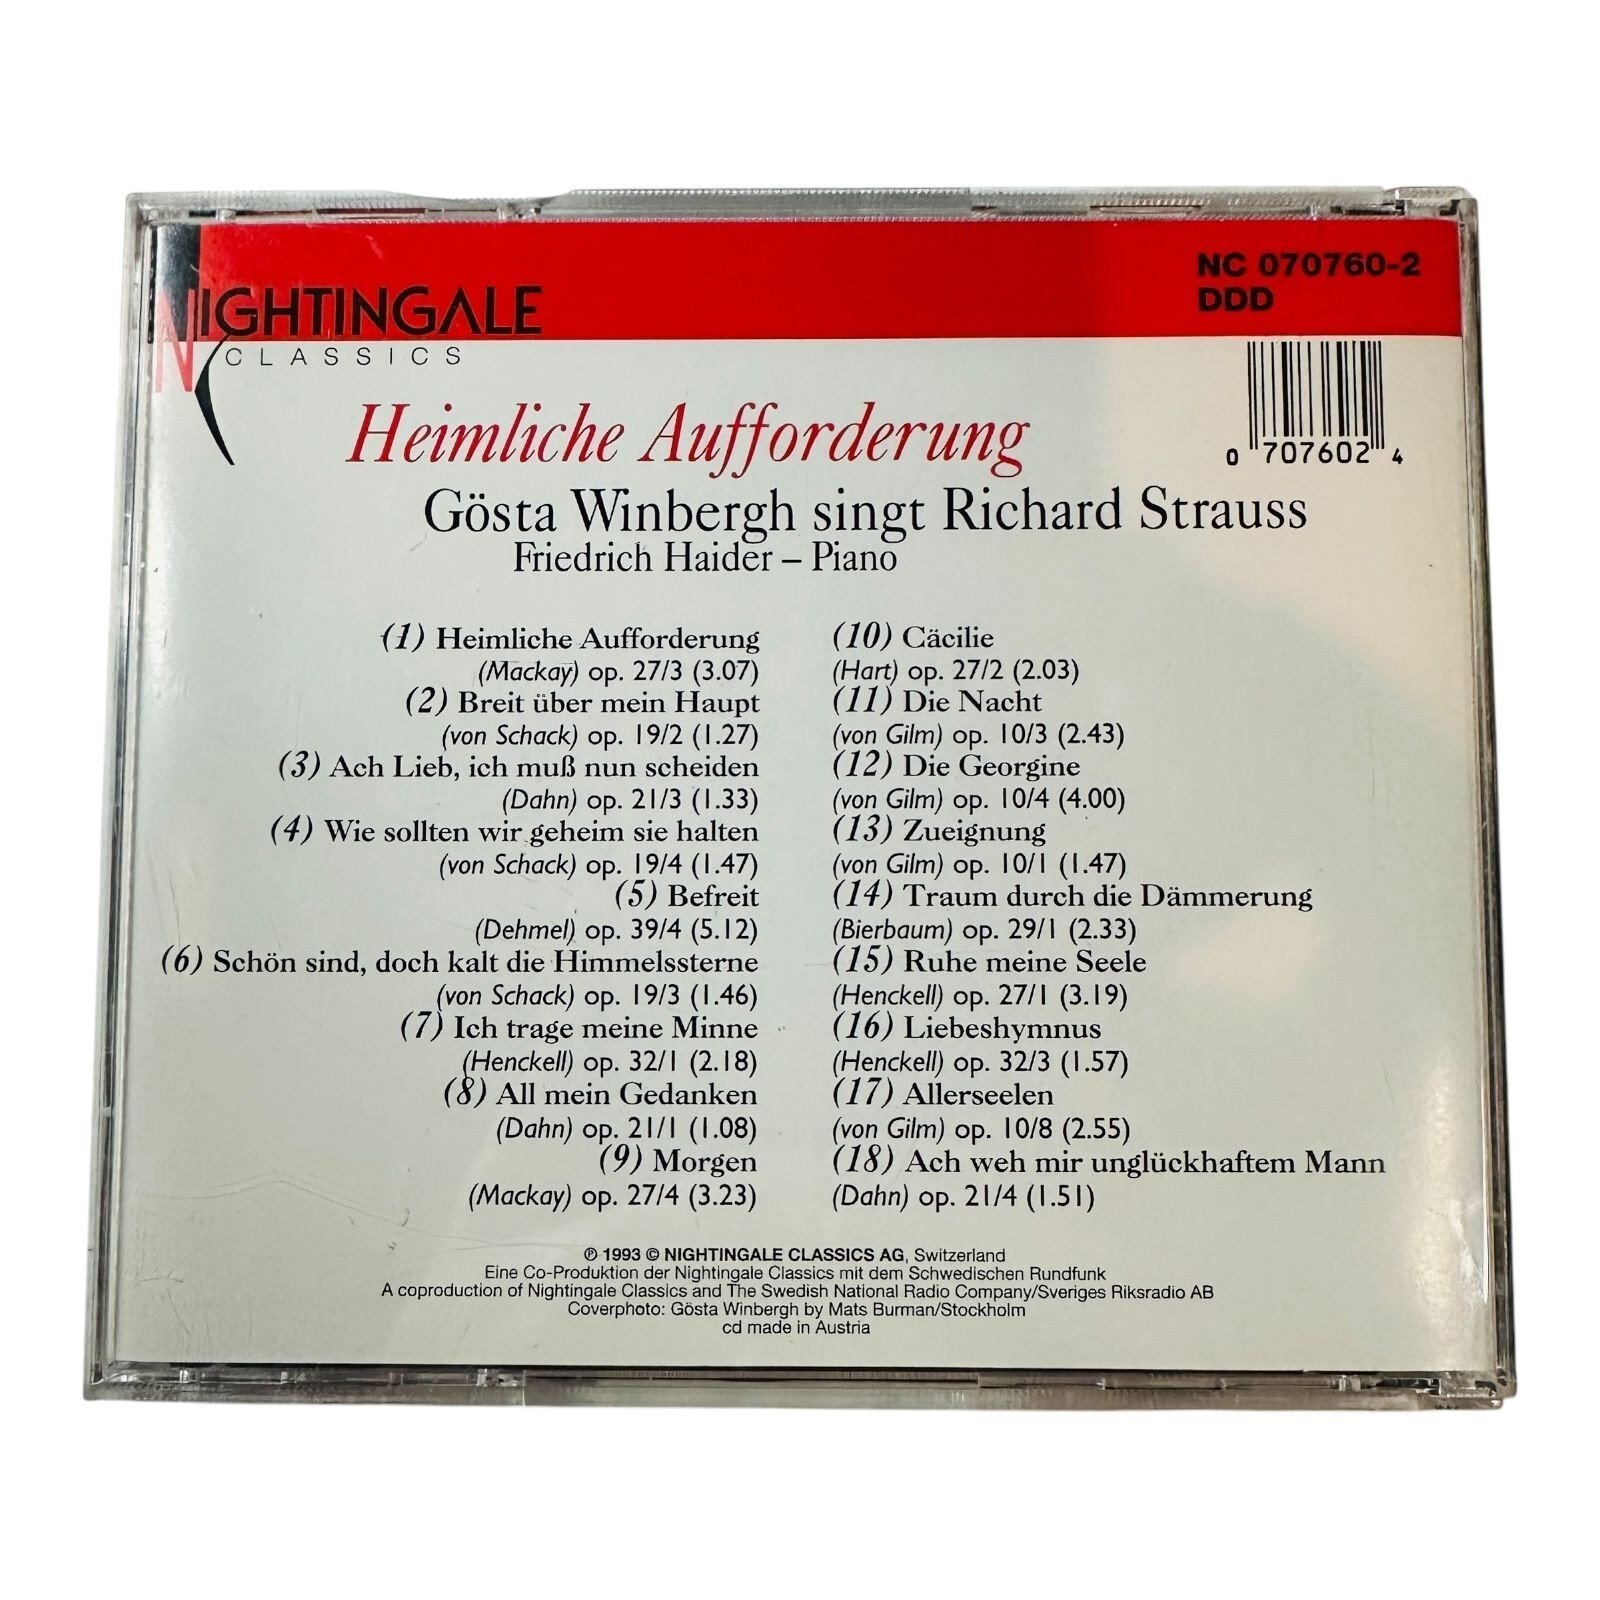 NIGHTINGALE
CLASSICS
NC 070760-2
DDD
0 707602 4
Heimliche Aufforderung
Gösta Winbergh singt Richard Strauss
Friedrich Haider – Piano
(1) Heimliche Aufforderung
(Mackay) op. 27/3 (3.07)
(2) Breit über mein Haupt
(von Schack) op. 19/2 (1.27)
(3) Ach Lieb, ich muß nun scheiden
(Dahn) op. 21/3 (1.33)
(4) Wie sollten wir geheim sie halten
(von Schack) op. 19/4 (1.47)
(5) Befreit
(Dehmel) op. 39/4 (5.12)
(6) Schön sind, doch kalt die Himmelssterne
(von Schack) op. 19/3 (1.46)
(7) Ich trage meine Minne
(Henckell) op. 32/1 (2.18)
(8) All mein Gedanken
(Dahn) op. 21/1 (1.08)
(9) Morgen
(Mackay) op. 27/4 (3.23)
(10) Cäcilie
(Hart) op. 27/2 (2.03)
(11) Die Nacht
(von Gilm) op. 10/3 (2.43)
(12) Die Georgine
(von Gilm) op. 10/4 (4.00)
(13) Zueignung
(von Gilm) op. 10/1 (1.47)
(14) Traum durch die Dämmerung
(Bierbaum) op. 29/1 (2.33)
(15) Ruhe meine Seele
(Henckell) op. 27/1 (3.19)
(16) Liebeshymnus
(Henckell) op. 32/3 (1.57)
(17) Allerseelen
(von Gilm) op. 10/8 (2.55)
(18) Ach weh mir unglückhaftem Mann
(Dahn) op. 21/4 (1.51)
℗ 1993 © NIGHTINGALE CLASSICS AG, Switzerland
Eine Co-Produktion der Nightingale Classics mit dem Schwedischen Rundfunk
A coproduction of Nightingale Classics and The Swedish National Radio Company/Sveriges Riksradio AB
Coverphoto: Gösta Winbergh by Mats Burman/Stockholm
cd made in Austria